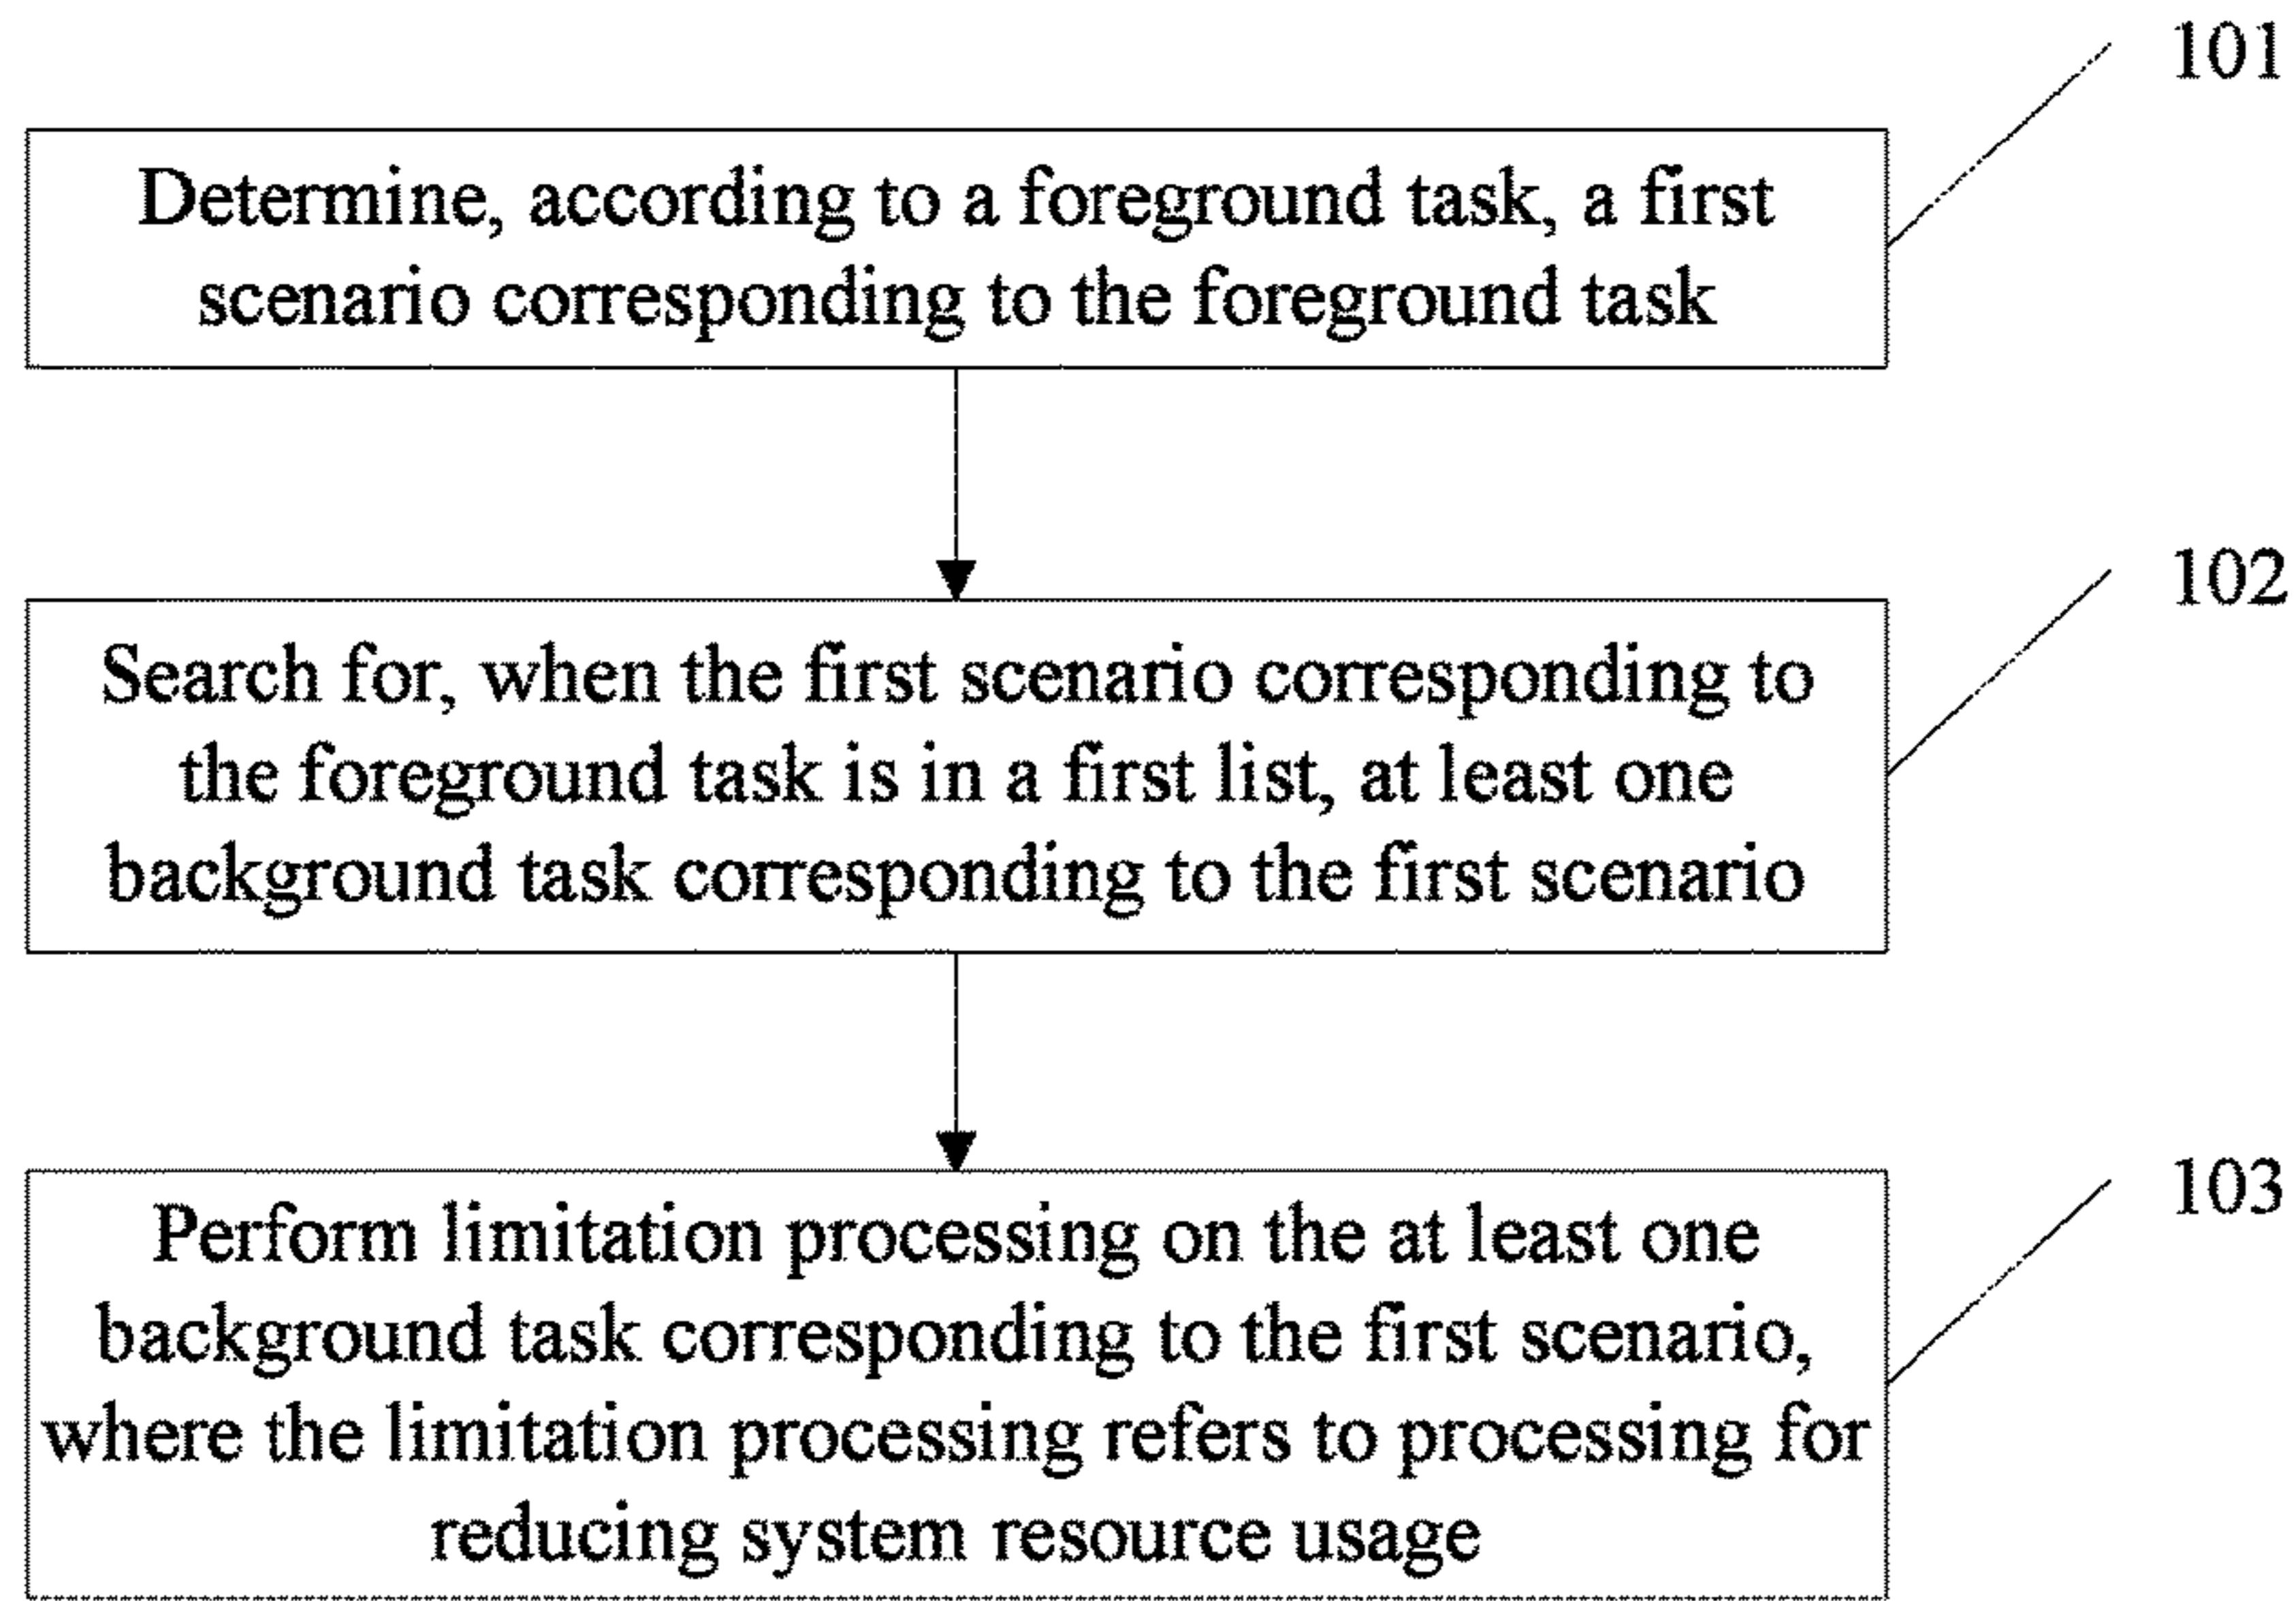 101
Determine, according to a foreground task, a first
scenario corresponding to the foreground task
102
Search for, when the first scenario corresponding to
the foreground task is in a first list, at least one
background task corresponding to the first scenario
103
Perform limitation processing on the at least one
background task corresponding to the first scenario,
where the limitation processing refers to processing for
reducing system resource usage